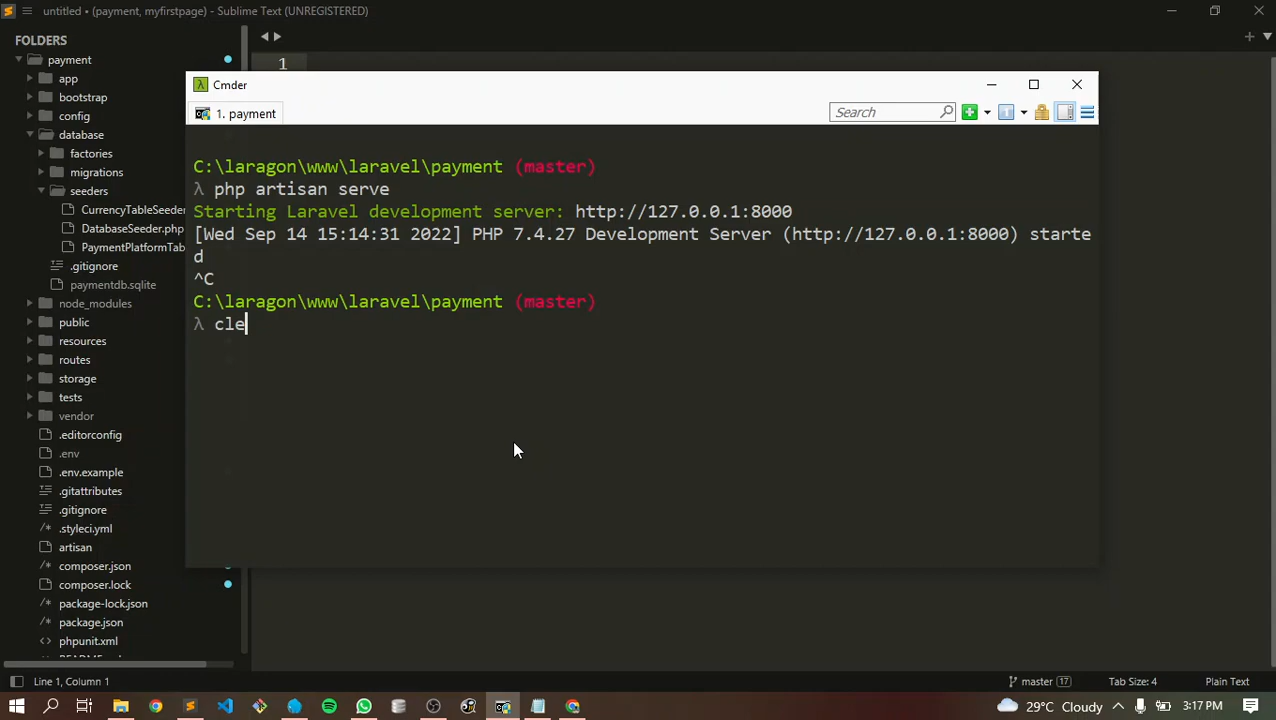 untitled • (payment, myfirstpage) - Sublime Text (UNREGISTERED)
FOLDERS
payment
app
bootstrap
config
database
factories
migrations
seeders
CurrencyTableSeeder
DatabaseSeeder.php
PaymentPlatformTab
.gitignore
paymentdb.sqlite
node_modules
public
resources
routes
storage
tests
vendor
.editorconfig
.env
.env.example
.gitattributes
.gitignore
.styleci.yml
artisan
composer.json
composer.lock
package-lock.json
package.json
phpunit.xml
1
λ Cmder
1. payment
Search
C:\laragon\www\laravel\payment (master)
λ php artisan serve
Starting Laravel development server: http://127.0.0.1:8000
[Wed Sep 14 15:14:31 2022] PHP 7.4.27 Development Server (http://127.0.0.1:8000) starte
d
^C
C:\laragon\www\laravel\payment (master)
λ cle
Line 1, Column 1
master 17
Tab Size: 4
Plain Text
29°C Cloudy
3:17 PM